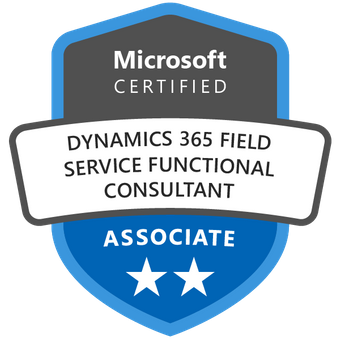 Microsoft
CERTIFIED
DYNAMICS 365 FIELD
SERVICE FUNCTIONAL
CONSULTANT
ASSOCIATE